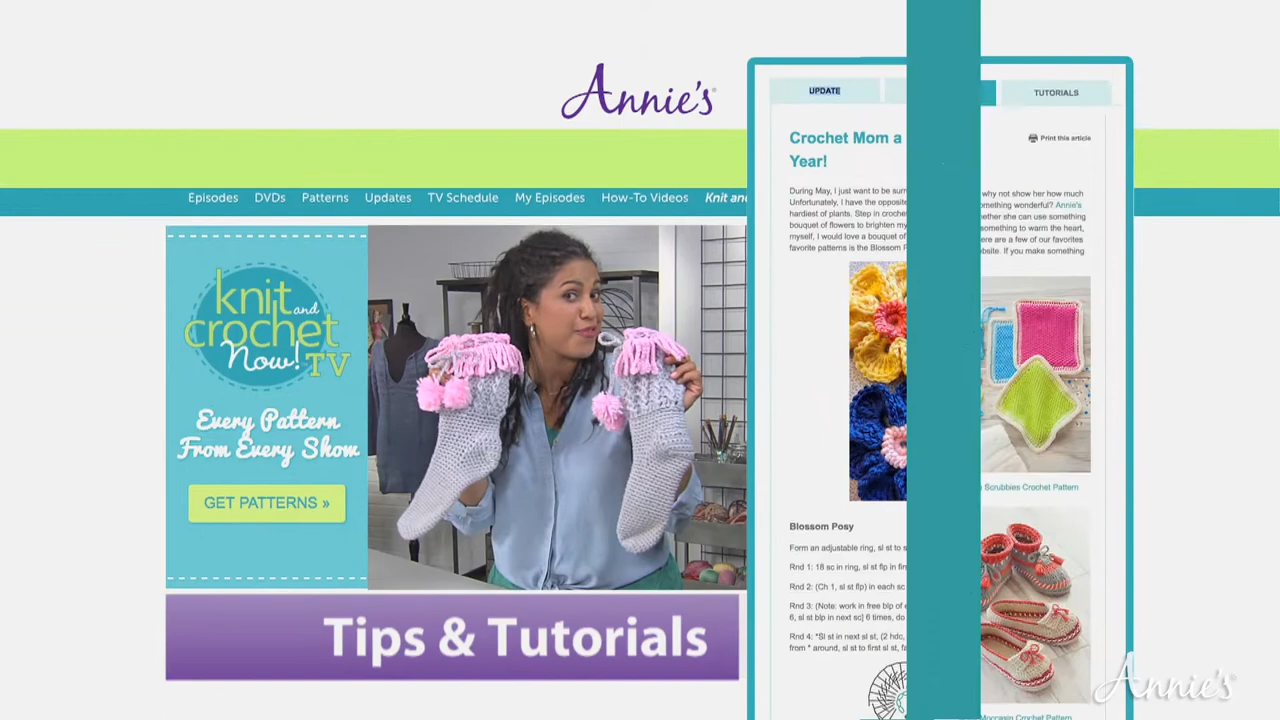 Annie's®
Episodes DVDs Patterns Updates TV Schedule My Episodes How-To Videos Knit and
knit and
crochet
Now!
TV
Every Pattern
From Every Show
GET PATTERNS »
Tips & Tutorials
UPDATE
TUTORIALS
Crochet Mom a
Year!
Print this article
During May, I just want to be
Unfortunately, I have the opposite
hardiest of plants. Step in crochet
bouquet of flowers to brighten my
myself, I would love a bouquet of
favorite patterns is the Blossom
why not show her how much
something wonderful? Annie's
she can use something
something to warm the heart,
are a few of our favorites
website. If you make something
Scrubbies Crochet Pattern
Blossom Posy
Form an adjustable ring, sl st to
Rnd 1: 18 sc in ring, sl st flp in
Rnd 2: (Ch 1, sl st flp) in each sc
Rnd 3: (Note: work in free blp of
6, sl st blp in next sc] 6 times, do
Rnd 4: *Sl st in next sl st, (2 hdc,
from * around, sl st to first sl st,
Moccasin Crochet Pattern
Annie's®